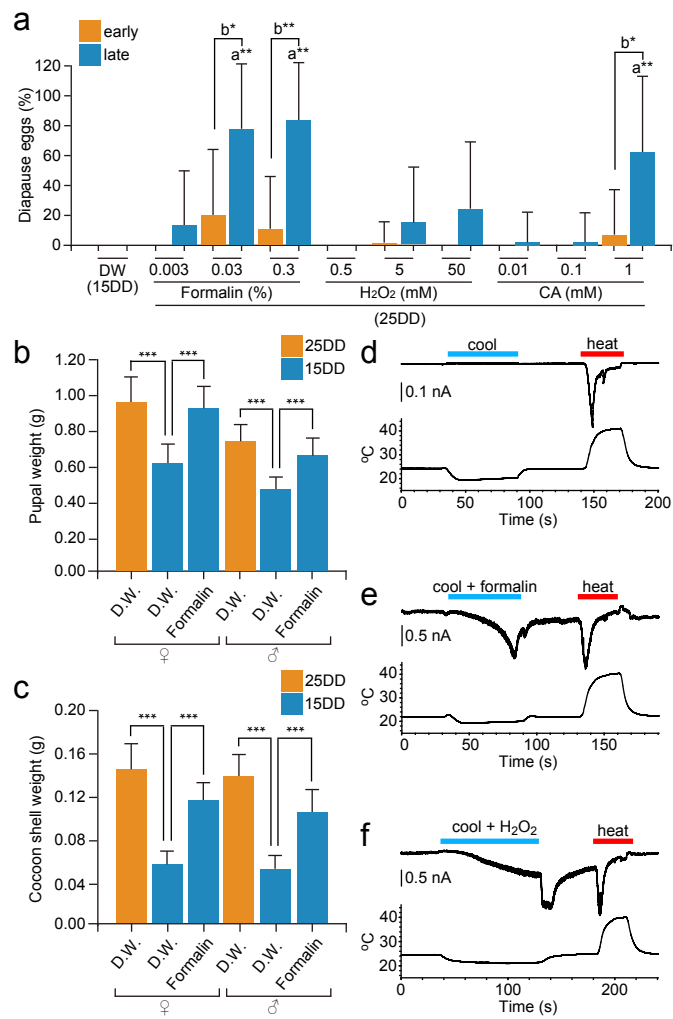 a
early
late
b*
b**
b*
a**
a**
a**
Diapause eggs (%)
120
100
80
60
40
20
0
DW
(15DD)
0.003
0.03
0.3
0.5
5
50
0.01
0.1
1
Formalin (%)
H₂O₂ (mM)
CA (mM)
(25DD)
b
25DD
15DD
***
***
***
***
Pupal weight (g)
1.20
1.00
0.80
0.60
0.40
0.20
0.00
D.W.
D.W.
Formalin
D.W.
D.W.
Formalin
♀
♂
c
25DD
15DD
***
***
***
***
Cocoon shell weight (g)
0.20
0.16
0.12
0.08
0.04
0.00
D.W.
D.W.
Formalin
D.W.
D.W.
Formalin
♀
♂
d
cool
heat
0.1 nA
ºC
40
30
20
0
50
100
150
200
Time (s)
e
cool + formalin
heat
0.5 nA
ºC
40
30
20
0
50
100
150
Time (s)
f
cool + H₂O₂
heat
0.5 nA
ºC
40
30
20
0
100
200
Time (s)